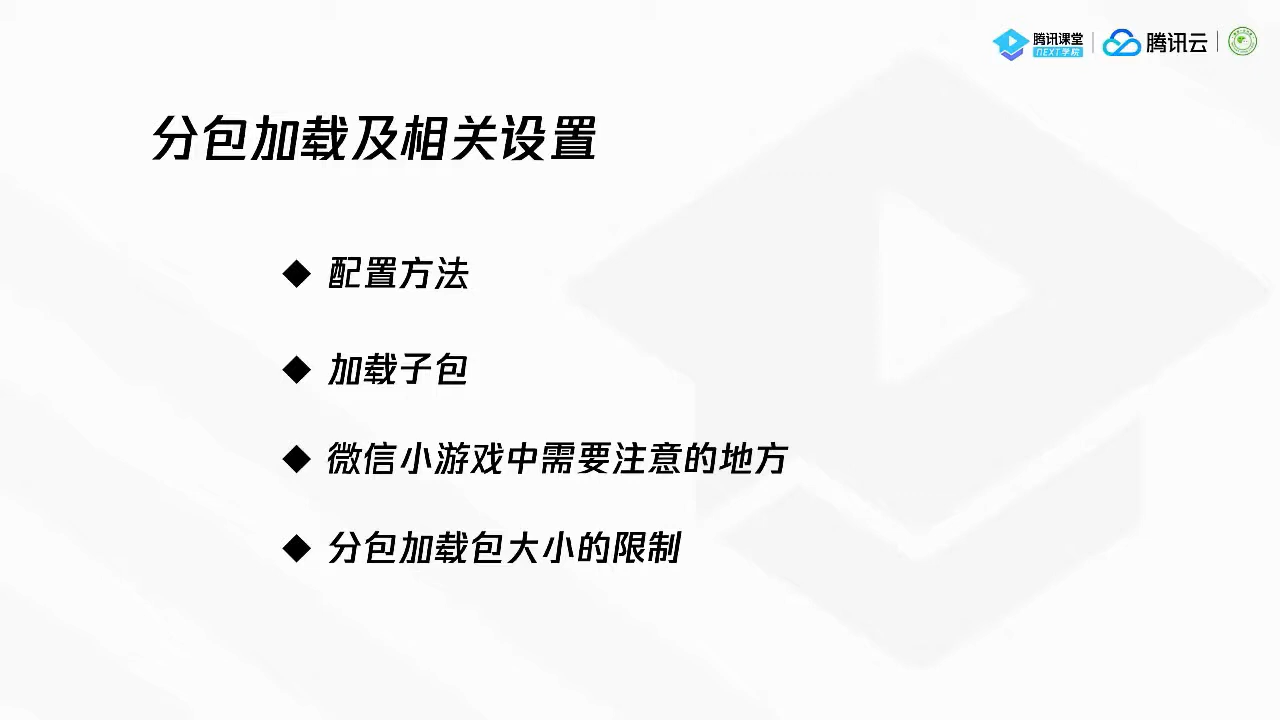 腾讯课堂
NEXT学院
腾讯云
分包加载及相关设置
◆ 配置方法
◆ 加载子包
◆ 微信小游戏中需要注意的地方
◆ 分包加载包大小的限制